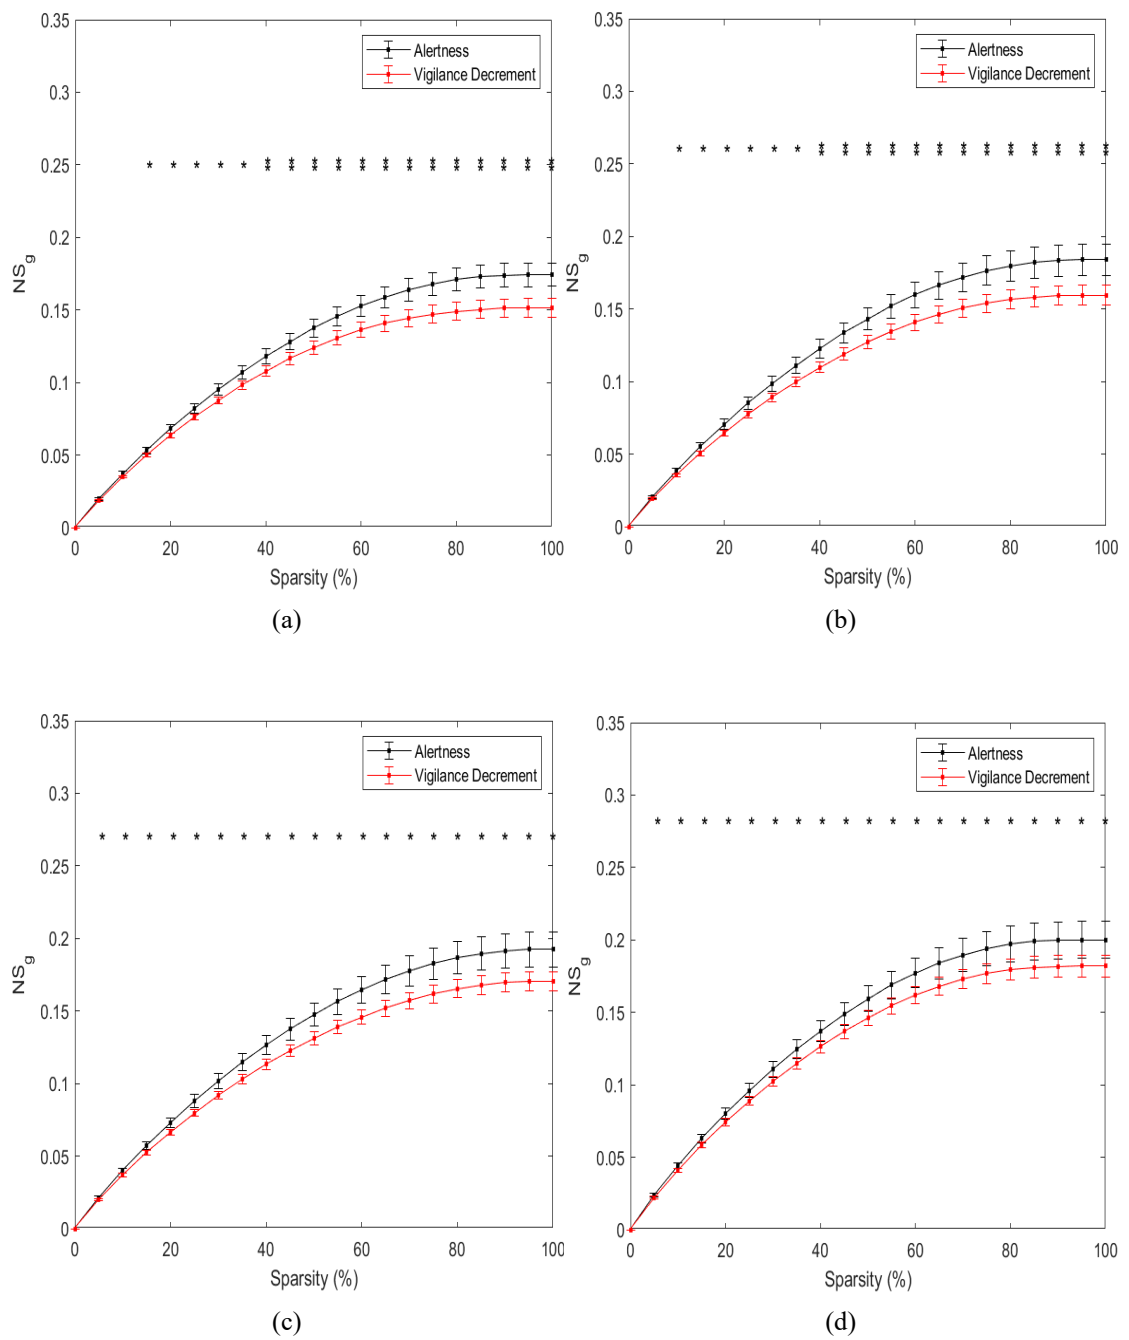 0.35
0.3
0.25
0.2
0.15
0.1
0.05
0
NS_g
Alertness
Vigilance Decrement
* * * * * * * * * * * * * * * * * *
* * * * * * * * * * * * *
0 20 40 60 80 100
Sparsity (%)
(a)
0.35
0.3
0.25
0.2
0.15
0.1
0.05
0
NS_g
Alertness
Vigilance Decrement
* * * * * * * * * * * * * * * * * * *
* * * * * * * * * * * * *
0 20 40 60 80 100
Sparsity (%)
(b)
0.35
0.3
0.25
0.2
0.15
0.1
0.05
0
NS_g
Alertness
Vigilance Decrement
* * * * * * * * * * * * * * * * * * * *
0 20 40 60 80 100
Sparsity (%)
(c)
0.35
0.3
0.25
0.2
0.15
0.1
0.05
0
NS_g
Alertness
Vigilance Decrement
* * * * * * * * * * * * * * * * * * * *
0 20 40 60 80 100
Sparsity (%)
(d)